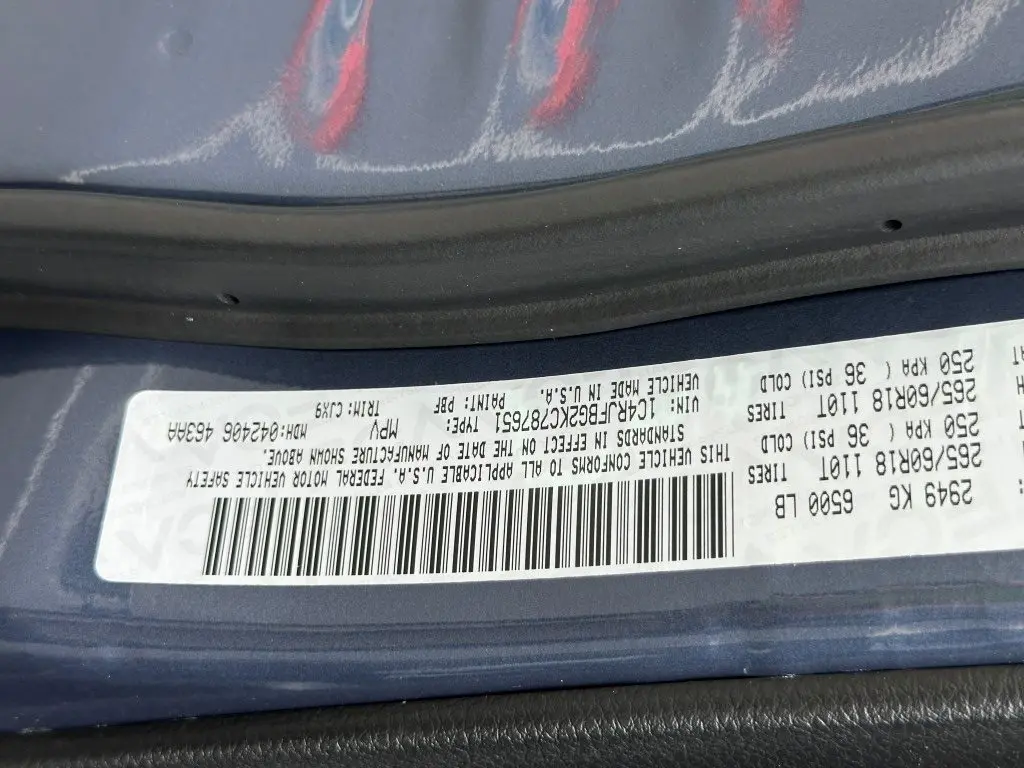 2949 KG 6500 LB
265/60R18 110T TIRES
250 KPA ( 36 PSI) COLD
265/60R18 110T TIRES
250 KPA ( 36 PSI) COLD
THIS VEHICLE CONFORMS TO ALL APPLICABLE U.S.A. FEDERAL MOTOR VEHICLE SAFETY
STANDARDS IN EFFECT ON THE DATE OF MANUFACTURE SHOWN ABOVE.
VIN: 1C4RJFBG2KC787651 TYPE: MPV MDH:042406 463AA
VEHICLE MADE IN U.S.A. PAINT: PBF TRIM: CJX9